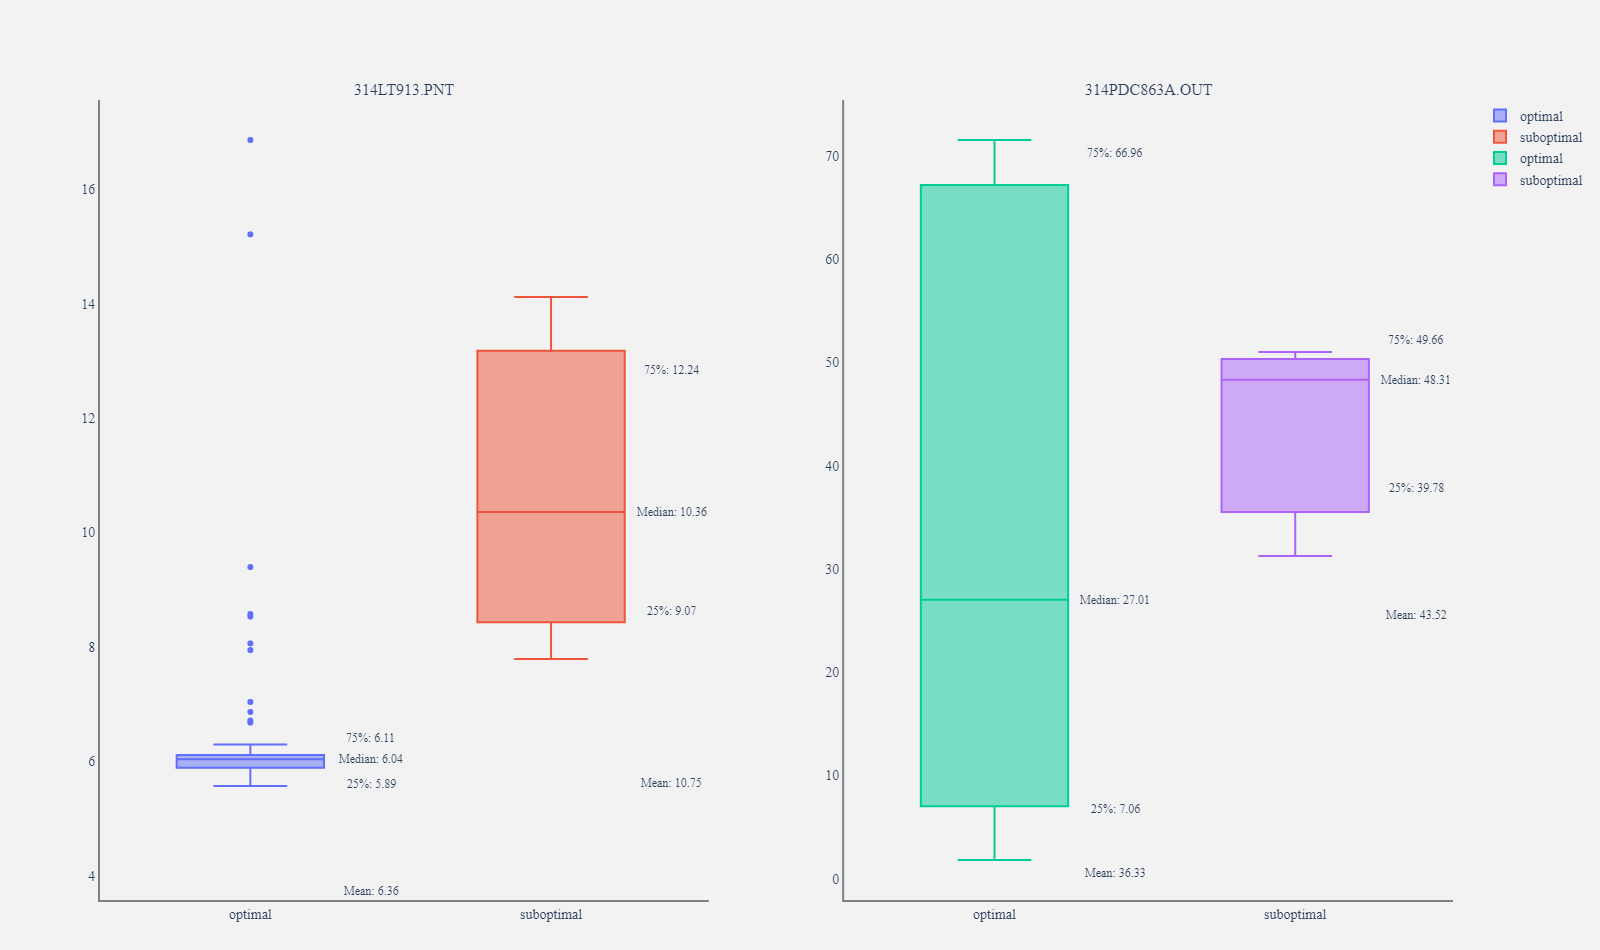 314LT913.PNT
16
14
12
10
8
6
4
75%: 12.24
Median: 10.36
25%: 9.07
75%: 6.11
Median: 6.04
25%: 5.89
Mean: 10.75
Mean: 6.36
optimal
suboptimal
314PDC863A.OUT
70
60
50
40
30
20
10
0
75%: 66.96
75%: 49.66
Median: 48.31
25%: 39.78
Median: 27.01
Mean: 43.52
25%: 7.06
Mean: 36.33
optimal
suboptimal
optimal
suboptimal
optimal
suboptimal